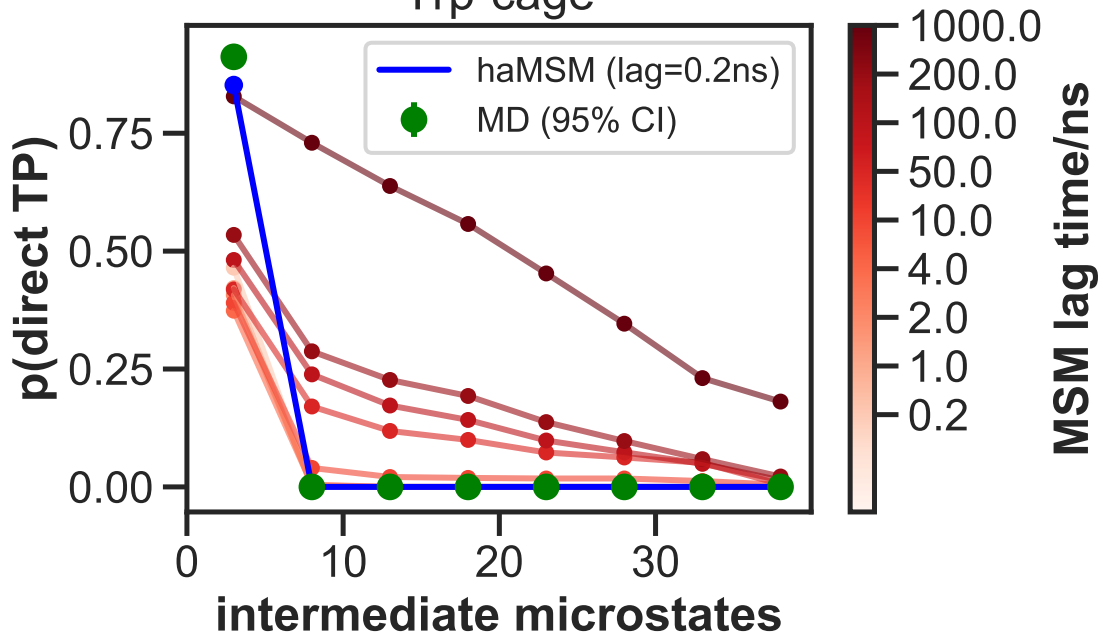 Trp-cage
haMSM (lag=0.2ns)
MD (95% CI)
p(direct TP)
0.75
0.50
0.25
0.00
0
10
20
30
intermediate microstates
1000.0
200.0
100.0
50.0
10.0
4.0
2.0
1.0
0.2
MSM lag time/ns